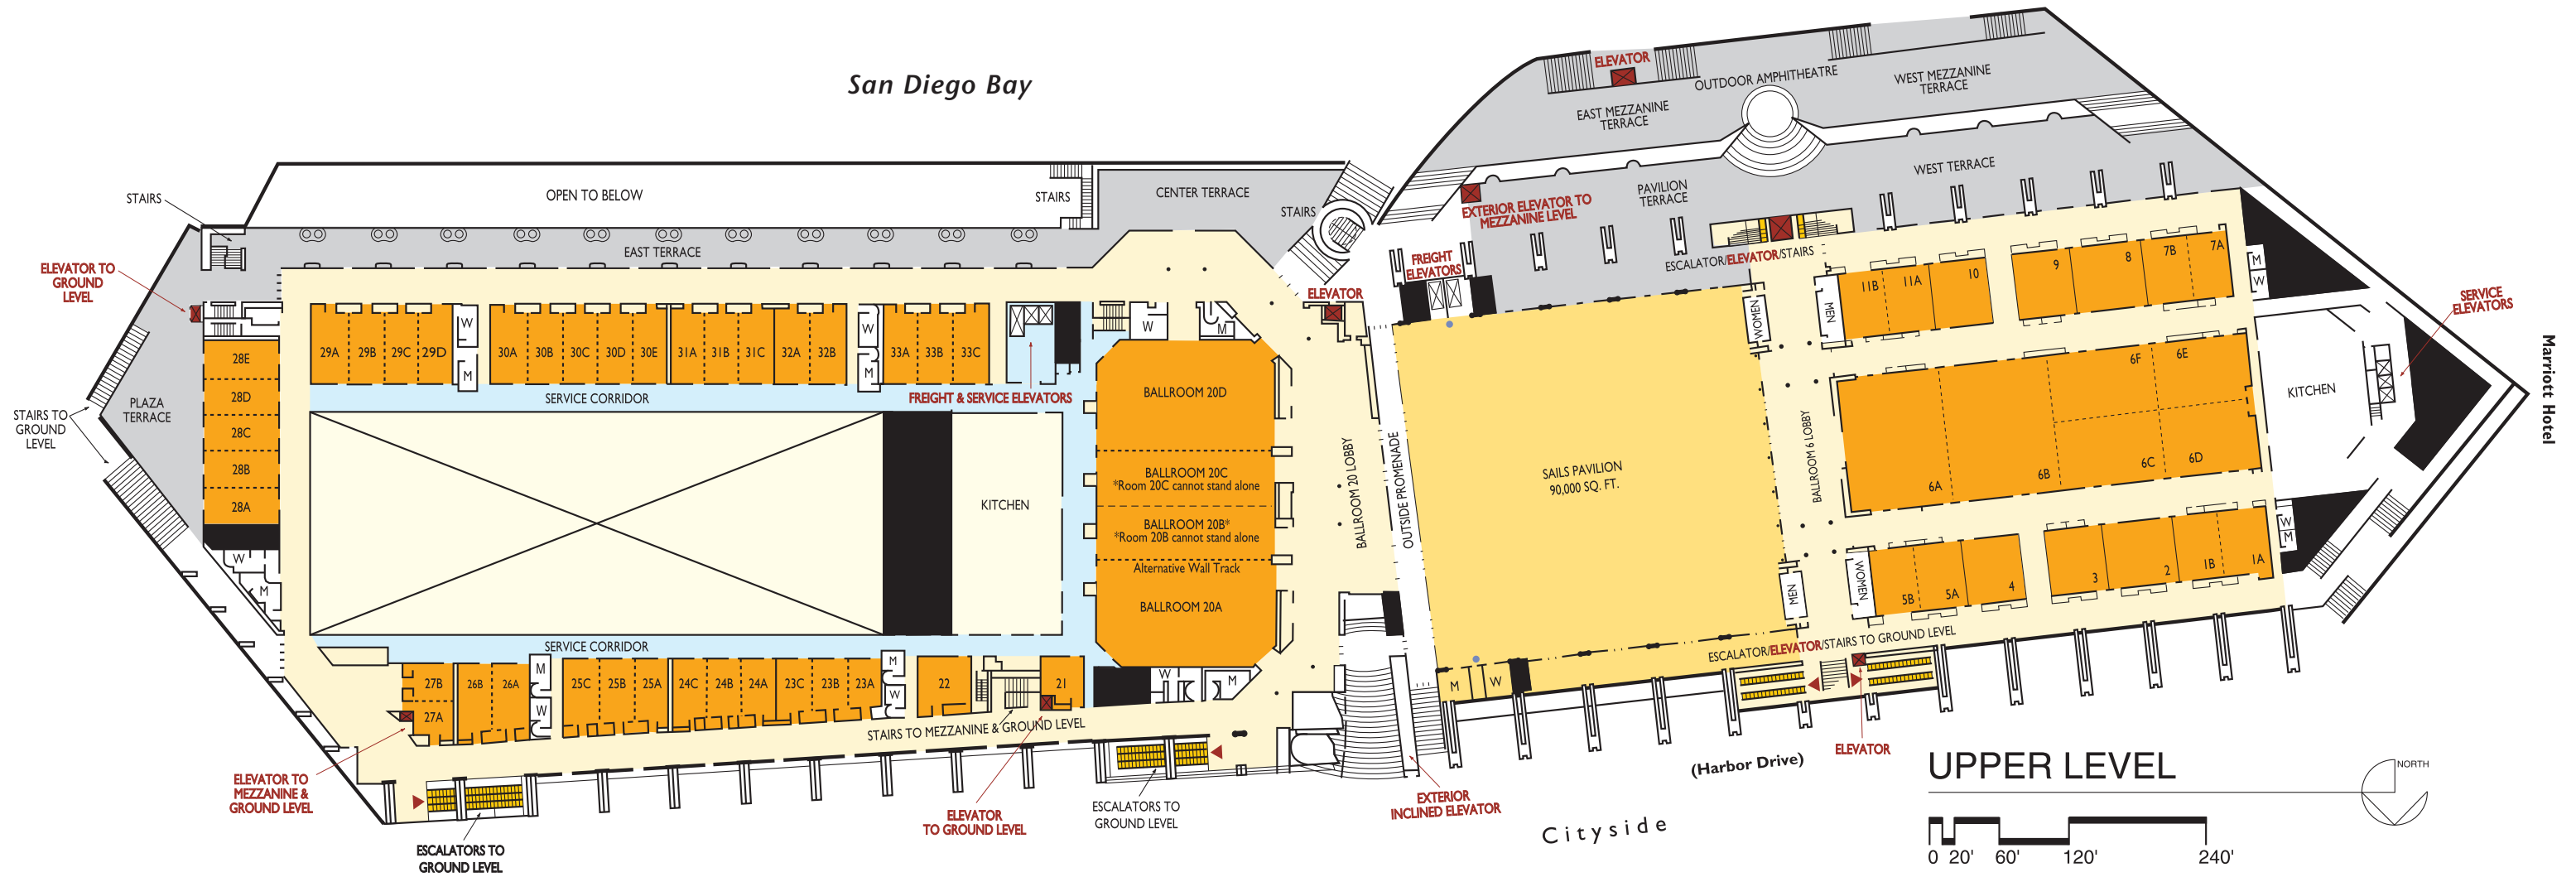 San Diego Bay
STAIRS
OPEN TO BELOW
STAIRS
CENTER TERRACE
STAIRS
EAST TERRACE
ELEVATOR
OUTDOOR AMPHITHEATRE
WEST MEZZANINE
TERRACE
EAST MEZZANINE
TERRACE
WEST TERRACE
PAVILION
TERRACE
EXTERIOR ELEVATOR TO
MEZZANINE LEVEL
FREIGHT
ELEVATORS
ESCALATOR/ELEVATOR/STAIRS
ELEVATOR
ELEVATOR TO
GROUND
LEVEL
PLAZA
TERRACE
STAIRS TO
GROUND
LEVEL
28E
28D
28C
28B
28A
W
M
29A
29B
29C
29D
W
M
30A
30B
30C
30D
30E
31A
31B
31C
32A
32B
W
M
33A
33B
33C
W
M
SERVICE CORRIDOR
FREIGHT & SERVICE ELEVATORS
KITCHEN
BALLROOM 20D
BALLROOM 20C
*Room 20C cannot stand alone
BALLROOM 20B*
*Room 20B cannot stand alone
Alternative Wall Track
BALLROOM 20A
BALLROOM 20 LOBBY
OUTSIDE PROMENADE
SAILS PAVILION
90,000 SQ. FT.
WOMEN
MEN
11B
11A
10
9
8
7B
7A
M
W
SERVICE
ELEVATORS
Marriott Hotel
KITCHEN
BALLROOM 6 LOBBY
6F
6E
6A
6B
6C
6D
MEN
WOMEN
5B
5A
4
3
2
1B
1A
W
M
ESCALATOR/ELEVATOR/STAIRS TO GROUND LEVEL
M
W
SERVICE CORRIDOR
27B
27A
26B
26A
M
W
25C
25B
25A
24C
24B
24A
23C
23B
23A
M
W
22
21
W
M
STAIRS TO MEZZANINE & GROUND LEVEL
ELEVATOR TO
MEZZANINE &
GROUND LEVEL
ESCALATORS TO
GROUND LEVEL
ELEVATOR
TO GROUND LEVEL
ESCALATORS TO
GROUND LEVEL
EXTERIOR
INCLINED ELEVATOR
Cityside
(Harbor Drive)
ELEVATOR
UPPER LEVEL
NORTH
0 20' 60' 120' 240'